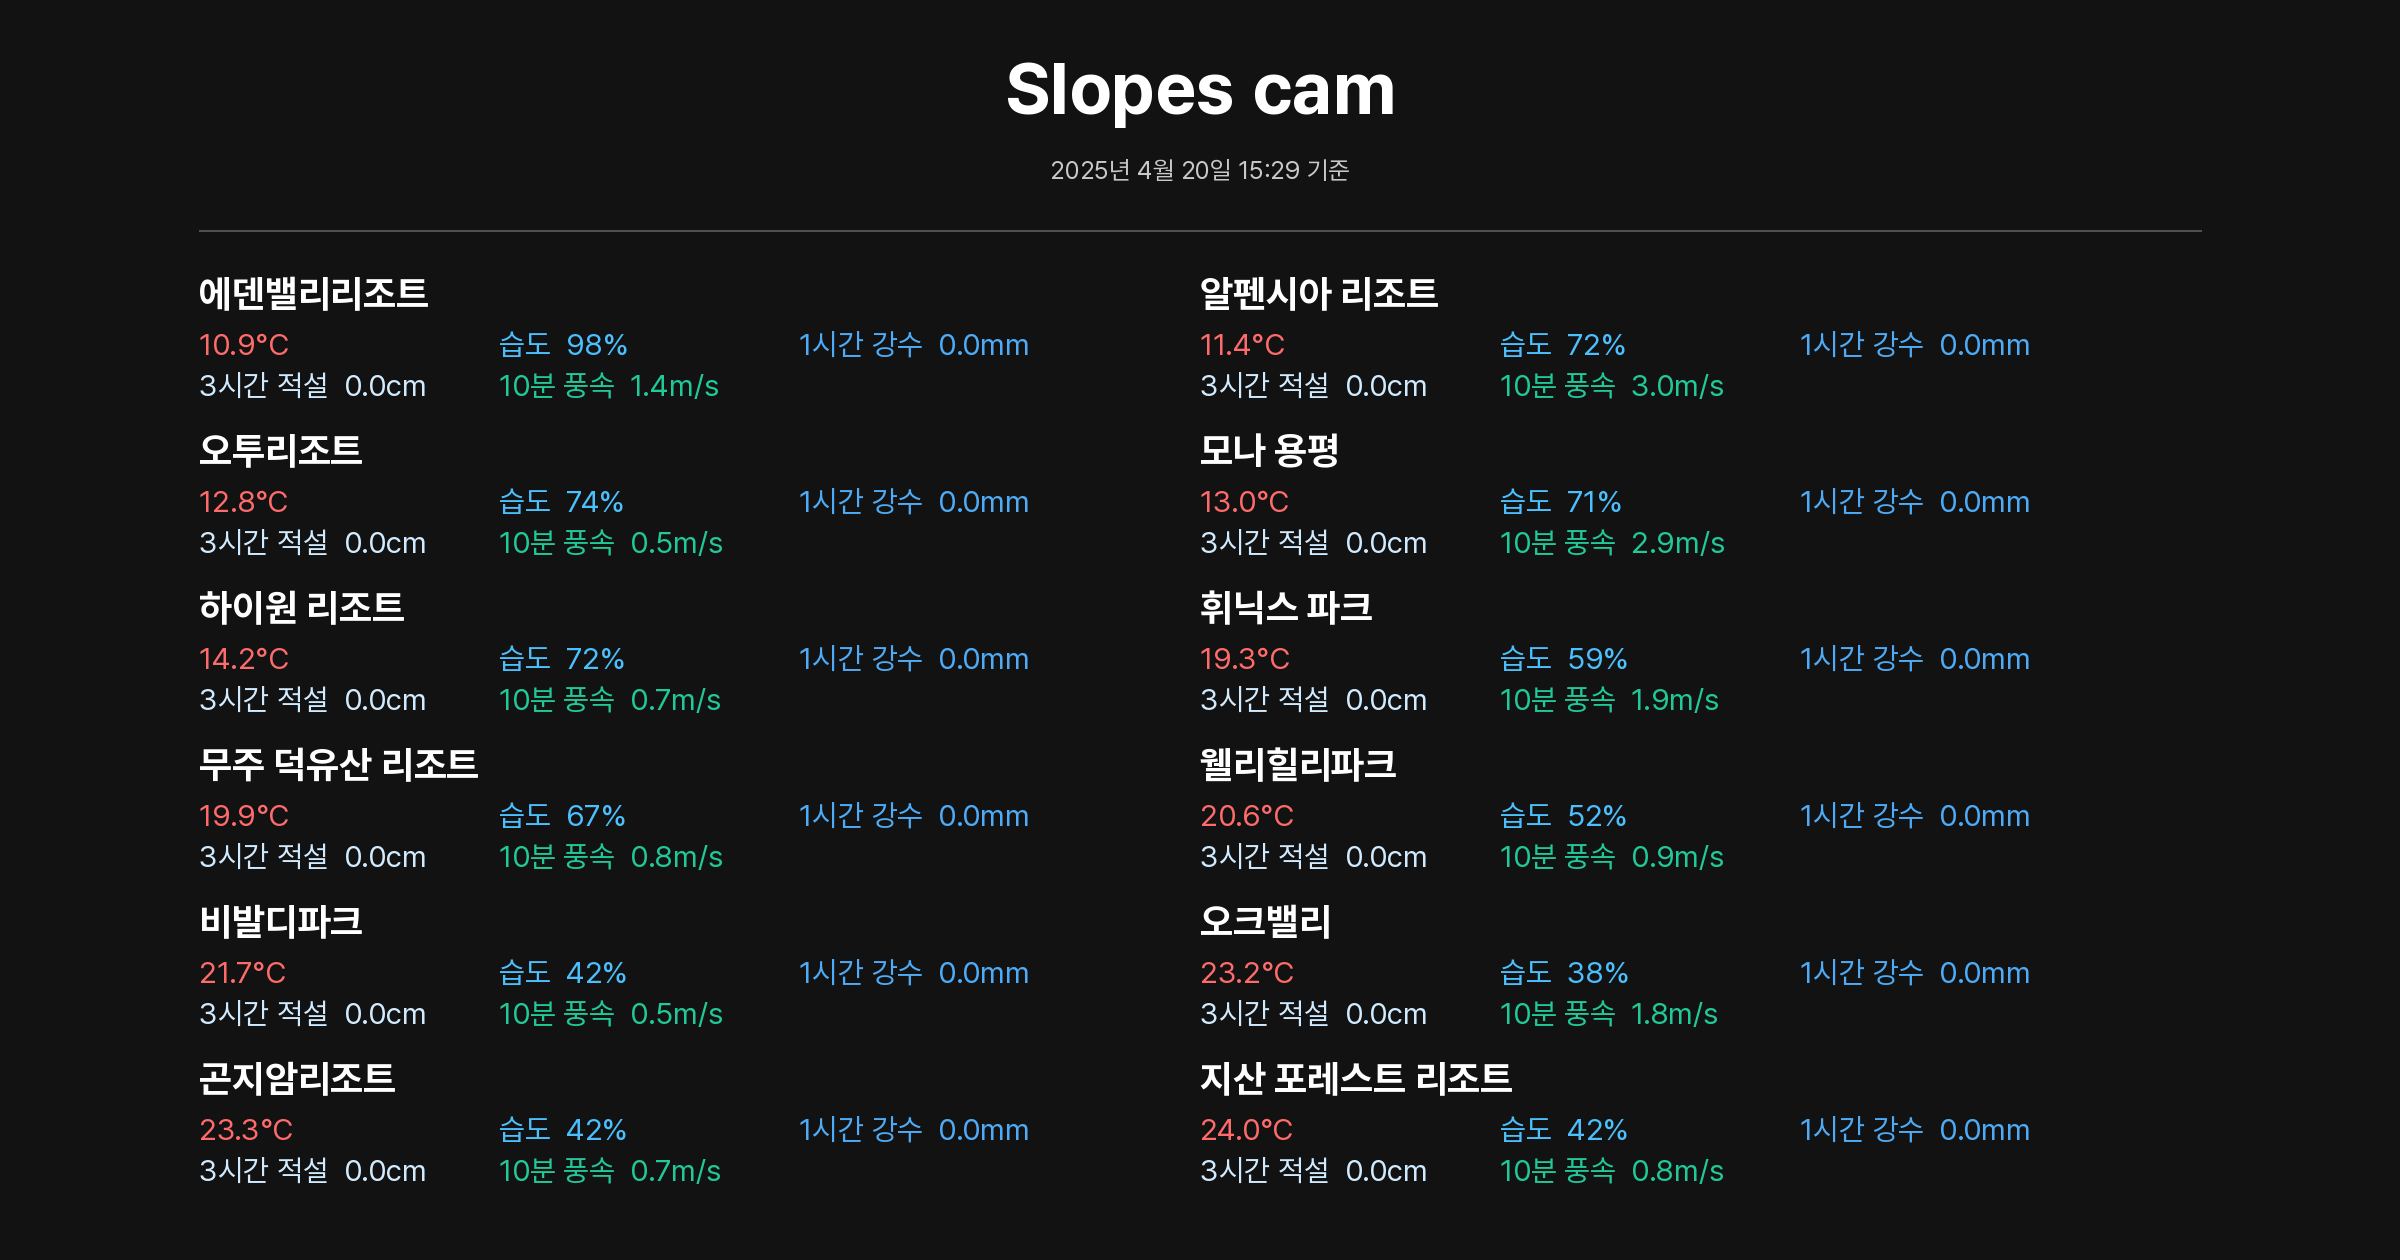 Slopes cam
2025년 4월 20일 15:29 기준
에덴밸리리조트
10.9°C 습도 98% 1시간 강수 0.0mm
3시간 적설 0.0cm 10분 풍속 1.4m/s
알펜시아 리조트
11.4°C 습도 72% 1시간 강수 0.0mm
3시간 적설 0.0cm 10분 풍속 3.0m/s
오투리조트
12.8°C 습도 74% 1시간 강수 0.0mm
3시간 적설 0.0cm 10분 풍속 0.5m/s
모나 용평
13.0°C 습도 71% 1시간 강수 0.0mm
3시간 적설 0.0cm 10분 풍속 2.9m/s
하이원 리조트
14.2°C 습도 72% 1시간 강수 0.0mm
3시간 적설 0.0cm 10분 풍속 0.7m/s
휘닉스 파크
19.3°C 습도 59% 1시간 강수 0.0mm
3시간 적설 0.0cm 10분 풍속 1.9m/s
무주 덕유산 리조트
19.9°C 습도 67% 1시간 강수 0.0mm
3시간 적설 0.0cm 10분 풍속 0.8m/s
웰리힐리파크
20.6°C 습도 52% 1시간 강수 0.0mm
3시간 적설 0.0cm 10분 풍속 0.9m/s
비발디파크
21.7°C 습도 42% 1시간 강수 0.0mm
3시간 적설 0.0cm 10분 풍속 0.5m/s
오크밸리
23.2°C 습도 38% 1시간 강수 0.0mm
3시간 적설 0.0cm 10분 풍속 1.8m/s
곤지암리조트
23.3°C 습도 42% 1시간 강수 0.0mm
3시간 적설 0.0cm 10분 풍속 0.7m/s
지산 포레스트 리조트
24.0°C 습도 42% 1시간 강수 0.0mm
3시간 적설 0.0cm 10분 풍속 0.8m/s